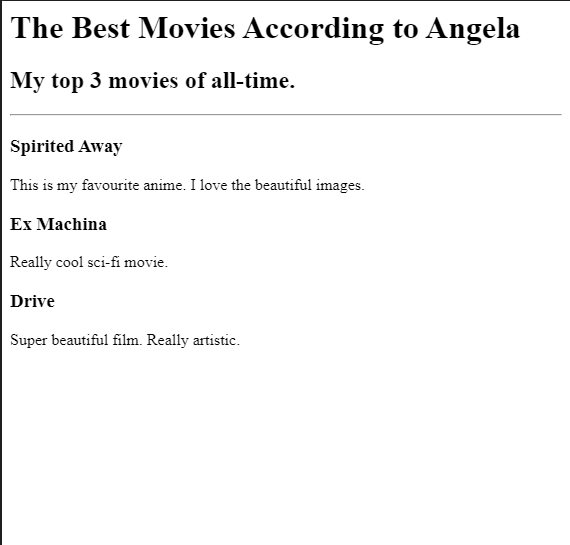 The Best Movies According to Angela
My top 3 movies of all-time.
Spirited Away
This is my favourite anime. I love the beautiful images.
Ex Machina
Really cool sci-fi movie.
Drive
Super beautiful film. Really artistic.